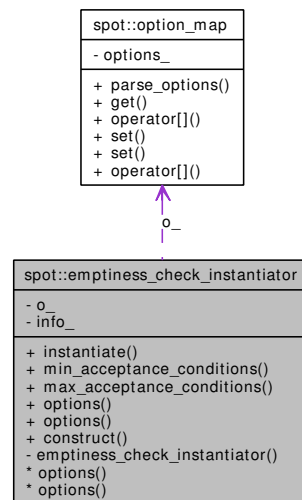 spot::option_map
- options_
+ parse_options()
+ get()
+ operator[]()
+ set()
+ set()
+ operator[]()
o_
spot::emptiness_check_instantiator
- o_
- info_
+ instantiate()
+ min_acceptance_conditions()
+ max_acceptance_conditions()
+ options()
+ options()
+ construct()
- emptiness_check_instantiator()
* options()
* options()